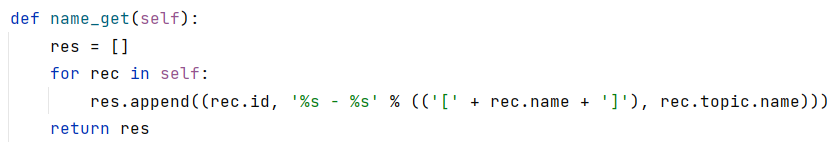 def name_get(self):
    res = []
    for rec in self:
        res.append((rec.id, '%s - %s' % (('[' + rec.name + ']'), rec.topic.name)))
    return res